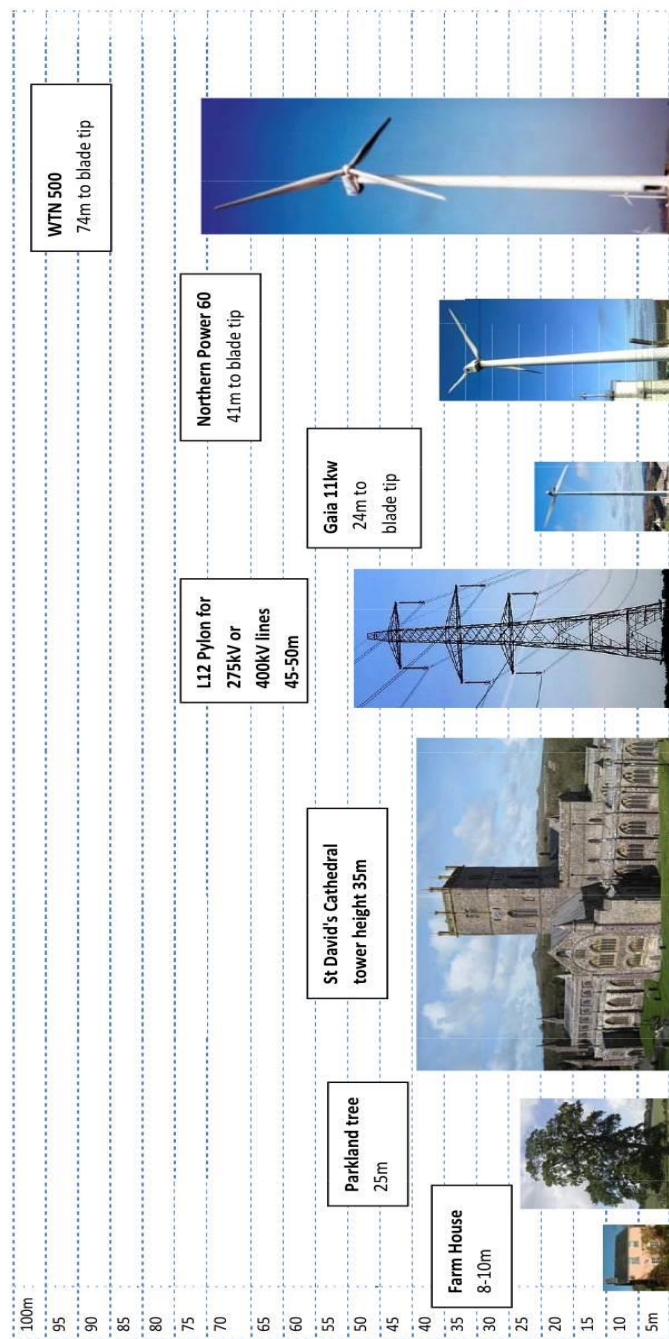 100m
95
90
85
80
75
70
65
60
55
50
45
40
35
30
25
20
15
10
5m
Farm House
8-10m
Parkland tree
25m
St David's Cathedral
tower height 35m
L12 Pylon for
275kV or
400kV lines
45-50m
Gaia 11kw
24m to
blade tip
Northern Power 60
41m to blade tip
WTN 500
74m to blade tip